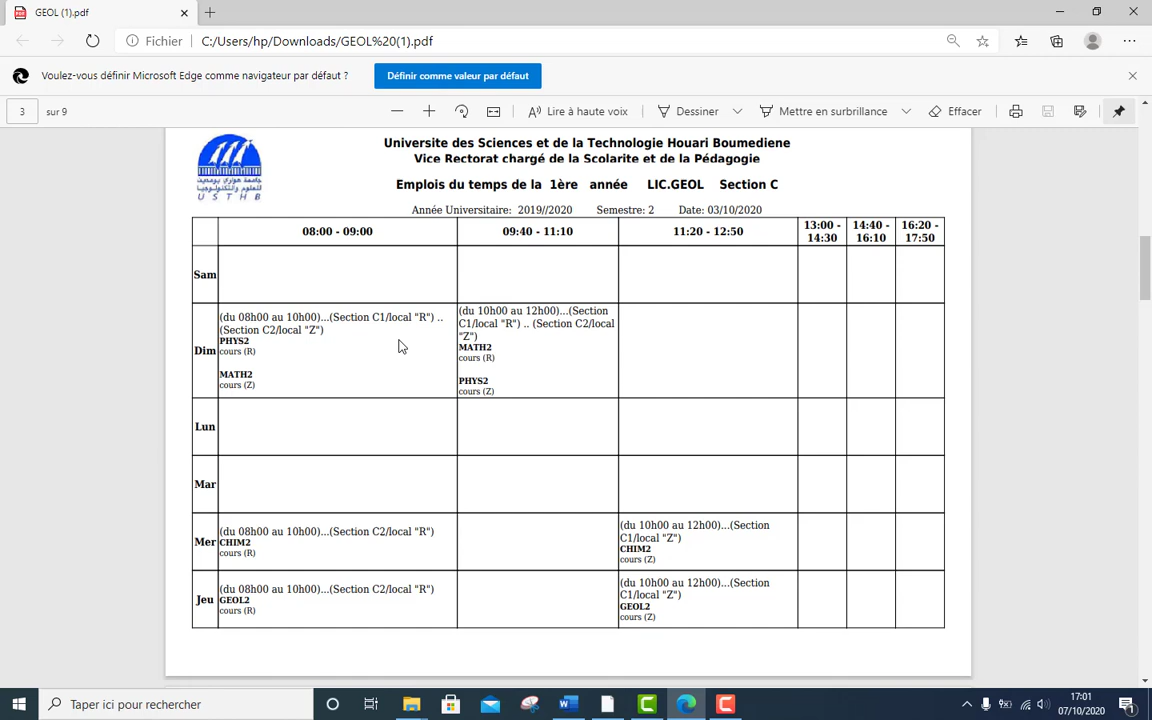 GEOL (1).pdf
Fichier
C:/Users/hp/Downloads/GEOL%20(1).pdf
Voulez-vous définir Microsoft Edge comme navigateur par défaut ?
Définir comme valeur par défaut
3 sur 9
Lire à haute voix
Dessiner
Mettre en surbrillance
Effacer
جامعة هواري بومدين
للعلوم والتكنولوجيا
U S T H B
Universite des Sciences et de la Technologie Houari Boumediene
Vice Rectorat chargé de la Scolarite et de la Pédagogie
Emplois du temps de la 1ère année LIC.GEOL Section C
Année Universitaire: 2019//2020 Semestre: 2 Date: 03/10/2020
08:00 - 09:00
09:40 - 11:10
11:20 - 12:50
13:00 -
14:30
14:40 -
16:10
16:20 -
17:50
Sam
Dim
(du 08h00 au 10h00)...(Section C1/local "R") ..
(Section C2/local "Z")
PHYS2
cours (R)
MATH2
cours (Z)
(du 10h00 au 12h00)...(Section
C1/local "R") .. (Section C2/local
"Z")
MATH2
cours (R)
PHYS2
cours (Z)
Lun
Mar
Mer
(du 08h00 au 10h00)...(Section C2/local "R")
CHIM2
cours (R)
(du 10h00 au 12h00)...(Section
C1/local "Z")
CHIM2
cours (Z)
Jeu
(du 08h00 au 10h00)...(Section C2/local "R")
GEOL2
cours (R)
(du 10h00 au 12h00)...(Section
C1/local "Z")
GEOL2
cours (Z)
Taper ici pour rechercher
17:01
07/10/2020
1